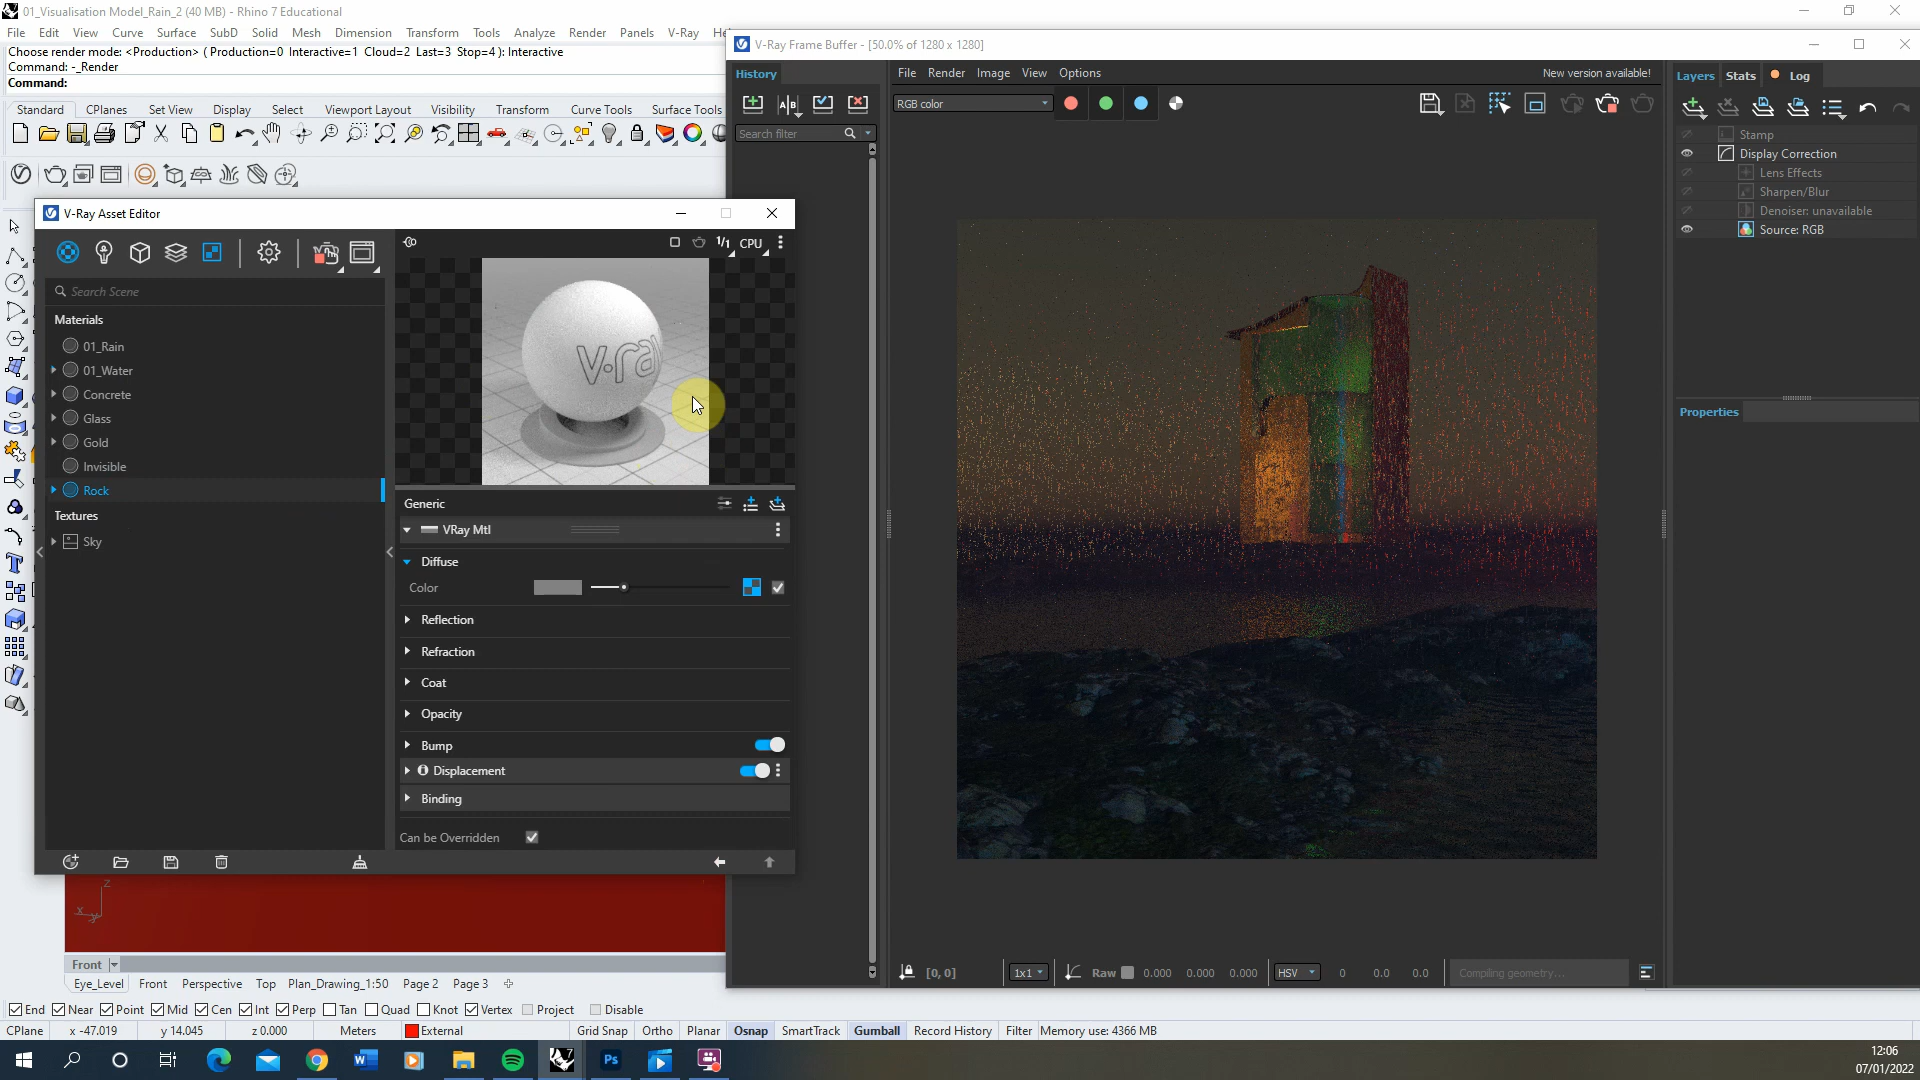 01_Visualisation Model_Rain_2 (40 MB) - Rhino 7 Educational
File Edit View Curve Surface SubD Solid Mesh Dimension Transform Tools Analyze Render Panels V-Ray He
Choose render mode: <Production> ( Production=0 Interactive=1 Cloud=2 Last=3 Stop=4 ): Interactive
Command: -_Render
Command:
Standard CPlanes Set View Display Select Viewport Layout Visibility Transform Curve Tools Surface Tools
V-Ray Frame Buffer - [50.0% of 1280 x 1280]
History
File Render Image View Options
New version available!
Layers Stats Log
RGB color
Search filter
Stamp
Display Correction
Lens Effects
Sharpen/Blur
Denoiser: unavailable
Source: RGB
Properties
V-Ray Asset Editor
1/1 CPU
Search Scene
Materials
01_Rain
01_Water
Concrete
Glass
Gold
Invisible
Rock
Textures
Sky
v·ray
Generic
VRay Mtl
Diffuse
Color
Reflection
Refraction
Coat
Opacity
Bump
Displacement
Binding
Can be Overridden
z
x
y
Front
Eye_Level Front Perspective Top Plan_Drawing_1:50 Page 2 Page 3
[0, 0] 1x1 Raw 0.000 0.000 0.000 HSV 0 0.0 0.0 Compiling geometry...
End Near Point Mid Cen Int Perp Tan Quad Knot Vertex Project Disable
CPlane x -47.019 y 14.045 z 0.000 Meters External Grid Snap Ortho Planar Osnap SmartTrack Gumball Record History Filter Memory use: 4366 MB
12:06
07/01/2022